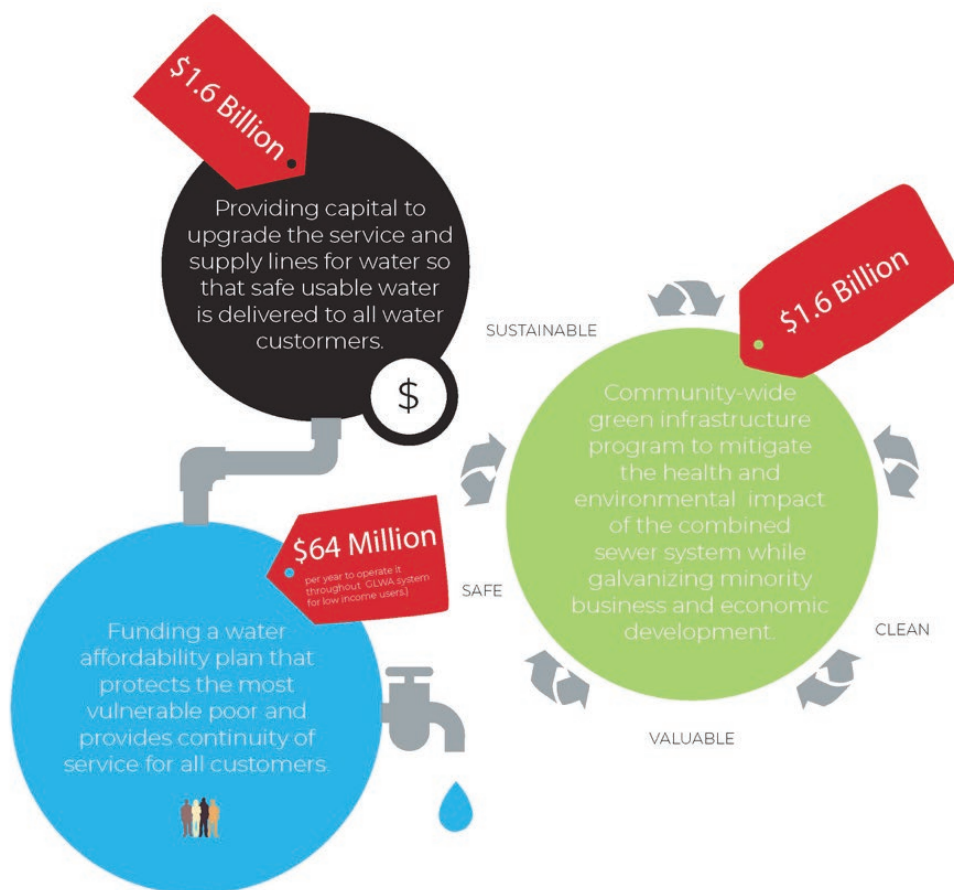 $1.6 Billion
Providing capital to
upgrade the service and
supply lines for water so
that safe usable water
is delivered to all water
custormers.
$
$1.6 Billion
SUSTAINABLE
Community-wide
green infrastructure
program to mitigate
the health and
environmental impact
of the combined
sewer system while
galvanizing minority
business and economic
development.
SAFE
CLEAN
VALUABLE
$64 Million
per year to operate it
throughout GLWA system
for low income users.)
Funding a water
affordability plan that
protects the most
vulnerable poor and
provides continuity of
service for all customers.